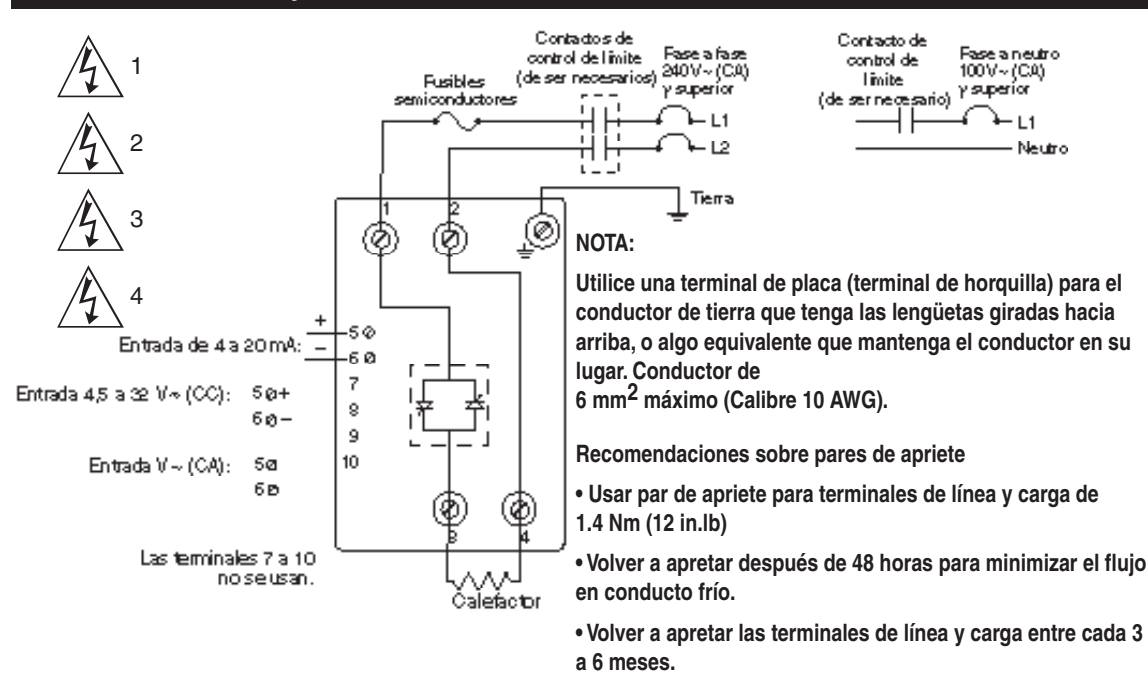 1
2
3
4
Contactos de
control de límite
(de ser necesarios)
Fase a fase
240V~ (CA)
y superior
Fusibles
semiconductores
L1
L2
Tierra
Contacto de
control de
límite
(de ser necesario)
Fase a neutro
100V~ (CA)
y superior
L1
Neutro
1
2
+
Entrada de 4 a 20 mA: –
5
6
7
8
9
10
Entrada 4,5 a 32 V~ (CC): 5 +
6 –
Entrada V~ (CA): 5
6
3
4
Las terminales 7 a 10
no se usan.
Calefactor
NOTA:
Utilice una terminal de placa (terminal de horquilla) para el
conductor de tierra que tenga las lengüetas giradas hacia
arriba, o algo equivalente que mantenga el conductor en su
lugar. Conductor de
6 mm2 máximo (Calibre 10 AWG).
Recomendaciones sobre pares de apriete
• Usar par de apriete para terminales de línea y carga de
1.4 Nm (12 in.lb)
• Volver a apretar después de 48 horas para minimizar el flujo
en conducto frío.
• Volver a apretar las terminales de línea y carga entre cada 3
a 6 meses.